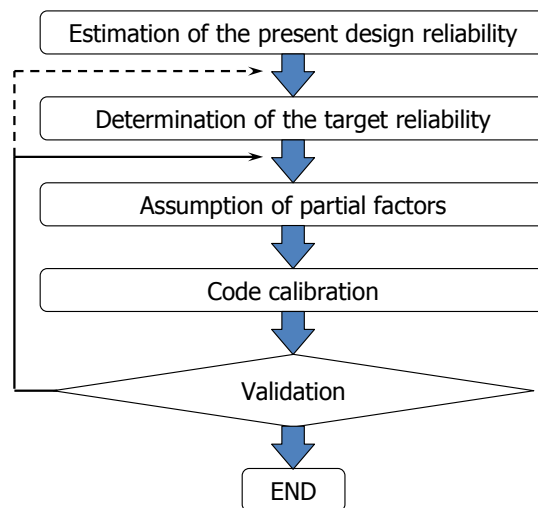 Estimation of the present design reliability
Determination of the target reliability
Assumption of partial factors
Code calibration
Validation
END